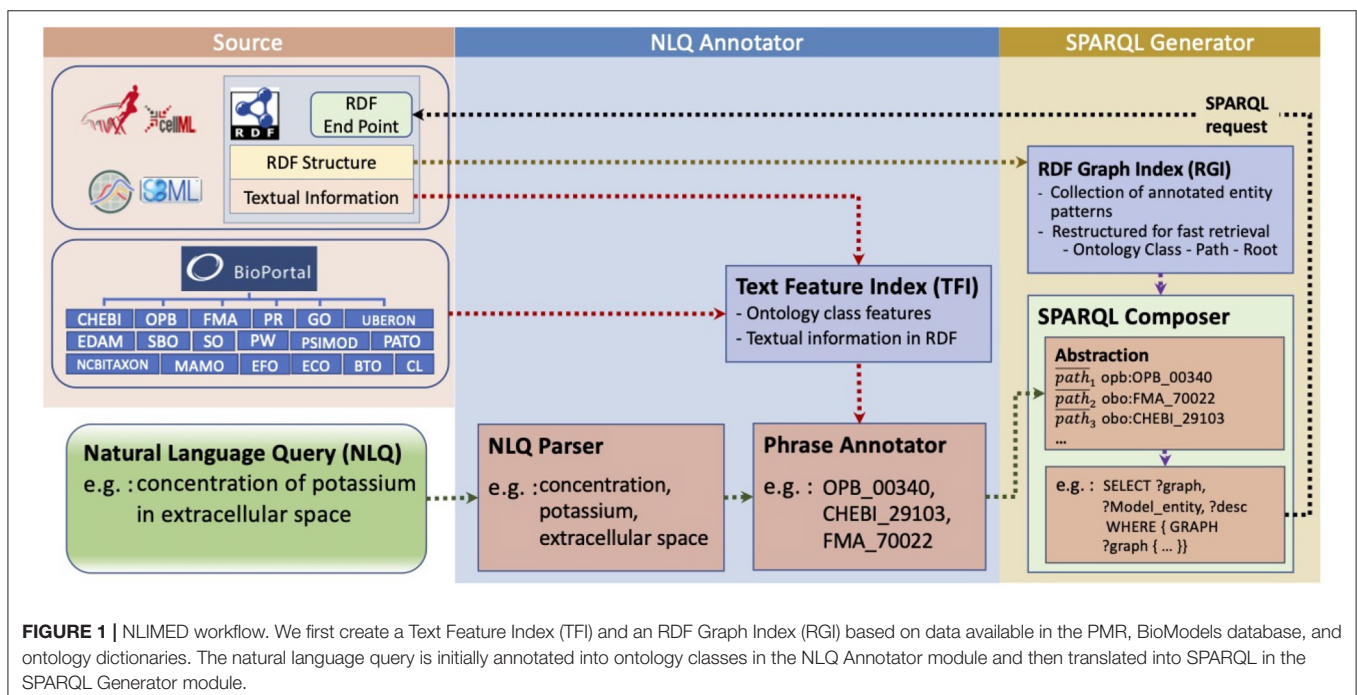 Source
NLQ Annotator
SPARQL Generator
cellML
RDF
RDF
End Point
RDF Structure
Textual Information
SBML
SPARQL
request
RDF Graph Index (RGI)
- Collection of annotated entity
patterns
- Restructured for fast retrieval
- Ontology Class - Path - Root
BioPortal
CHEBI OPB FMA PR GO UBERON
EDAM SBO SO PW PSIMOD PATO
NCBITAXON MAMO EFO ECO BTO CL
Text Feature Index (TFI)
- Ontology class features
- Textual information in RDF
SPARQL Composer
Abstraction
path1 opb:OPB_00340
path2 obo:FMA_70022
path3 obo:CHEBI_29103
...
e.g. : SELECT ?graph,
?Model_entity, ?desc
WHERE { GRAPH
?graph { ... }}
Natural Language Query (NLQ)
e.g. : concentration of potassium
in extracellular space
NLQ Parser
e.g. : concentration,
potassium,
extracellular space
Phrase Annotator
e.g. : OPB_00340,
CHEBI_29103,
FMA_70022
FIGURE 1 | NLIMED workflow. We first create a Text Feature Index (TFI) and an RDF Graph Index (RGI) based on data available in the PMR, BioModels database, and
ontology dictionaries. The natural language query is initially annotated into ontology classes in the NLQ Annotator module and then translated into SPARQL in the
SPARQL Generator module.